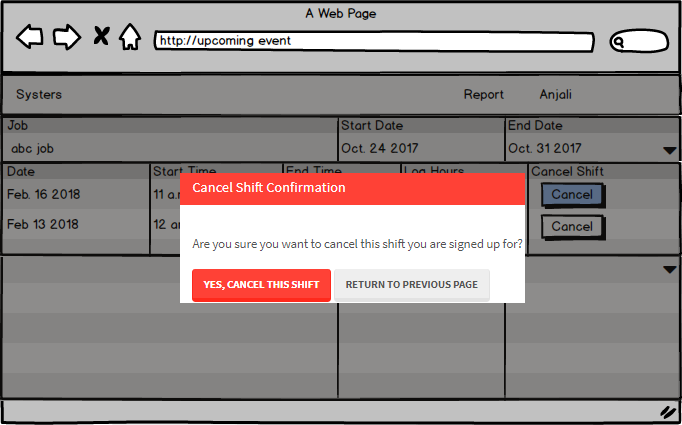 A Web Page
http://upcoming event
Systers Report Anjali
Job Start Date End Date
abc job Oct. 24 2017 Oct. 31 2017
Date Start Time End Time Log Hours Cancel Shift
Feb. 16 2018 11 a.m Cancel
Feb 13 2018 12 Cancel
Cancel Shift Confirmation
Are you sure you want to cancel this shift you are signed up for?
YES, CANCEL THIS SHIFT RETURN TO PREVIOUS PAGE